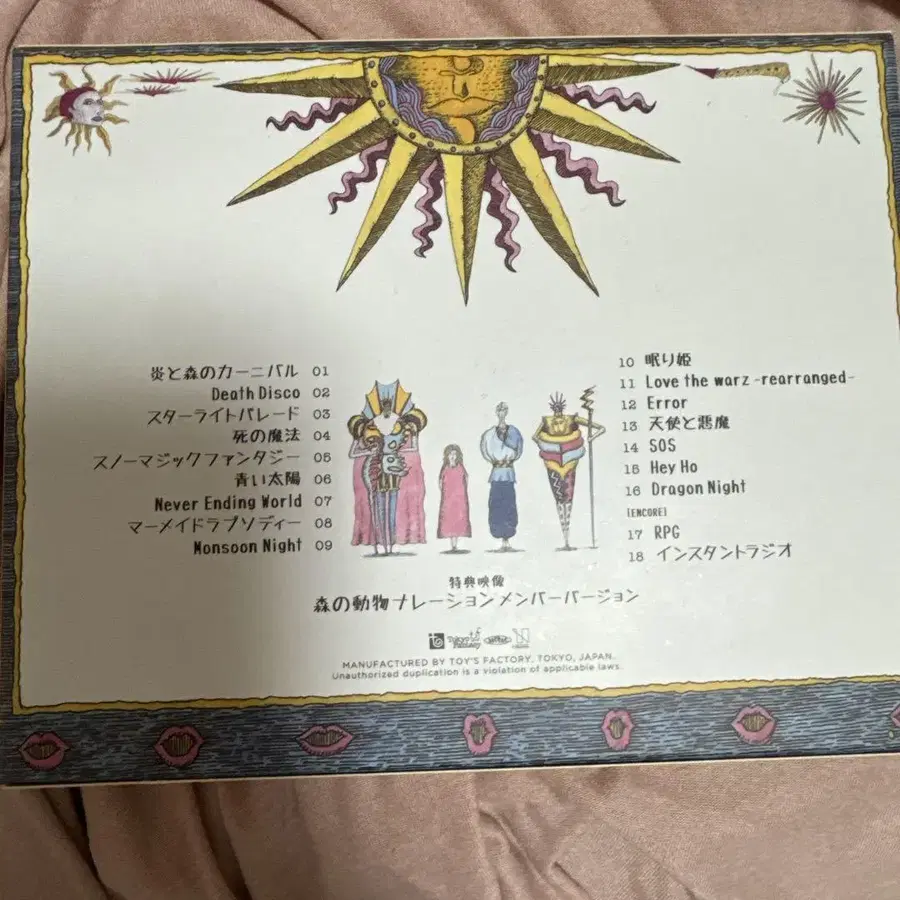 炎と森のカーニバル 01
Death Disco 02
スターライトパレード 03
死の魔法 04
スノーマジックファンタジー 05
青い太陽 06
Never Ending World 07
マーメイドラプソディー 08
Monsoon Night 09
10 眠り姫
11 Love the warz -rearranged-
12 Error
13 天使と悪魔
14 SOS
15 Hey Ho
16 Dragon Night
[ENCORE]
17 RPG
18 インスタントラジオ
特典映像
森の動物ナレーションメンバーバージョン
Tokyo
Factory
MANUFACTURED BY TOY'S FACTORY, TOKYO, JAPAN.
Unauthorized duplication is a violation of applicable laws.